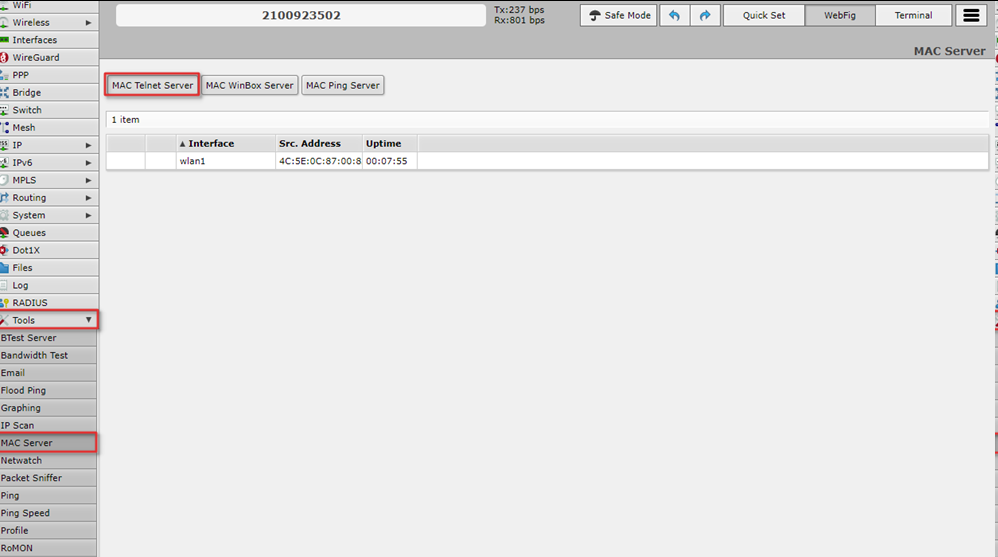 WiFi
Wireless
Interfaces
WireGuard
PPP
Bridge
Switch
Mesh
IP
IPv6
MPLS
Routing
System
Queues
Dot1X
Files
Log
RADIUS
Tools
BTest Server
Bandwidth Test
Email
Flood Ping
Graphing
IP Scan
MAC Server
Netwatch
Packet Sniffer
Ping
Ping Speed
Profile
RoMON
2100923502
Tx:237 bps
Rx:801 bps
Safe Mode
Quick Set
WebFig
Terminal
MAC Server
MAC Telnet Server
MAC WinBox Server
MAC Ping Server
1 item
▲ Interface Src. Address Uptime
wlan1 4C:5E:0C:87:00:8 00:07:55